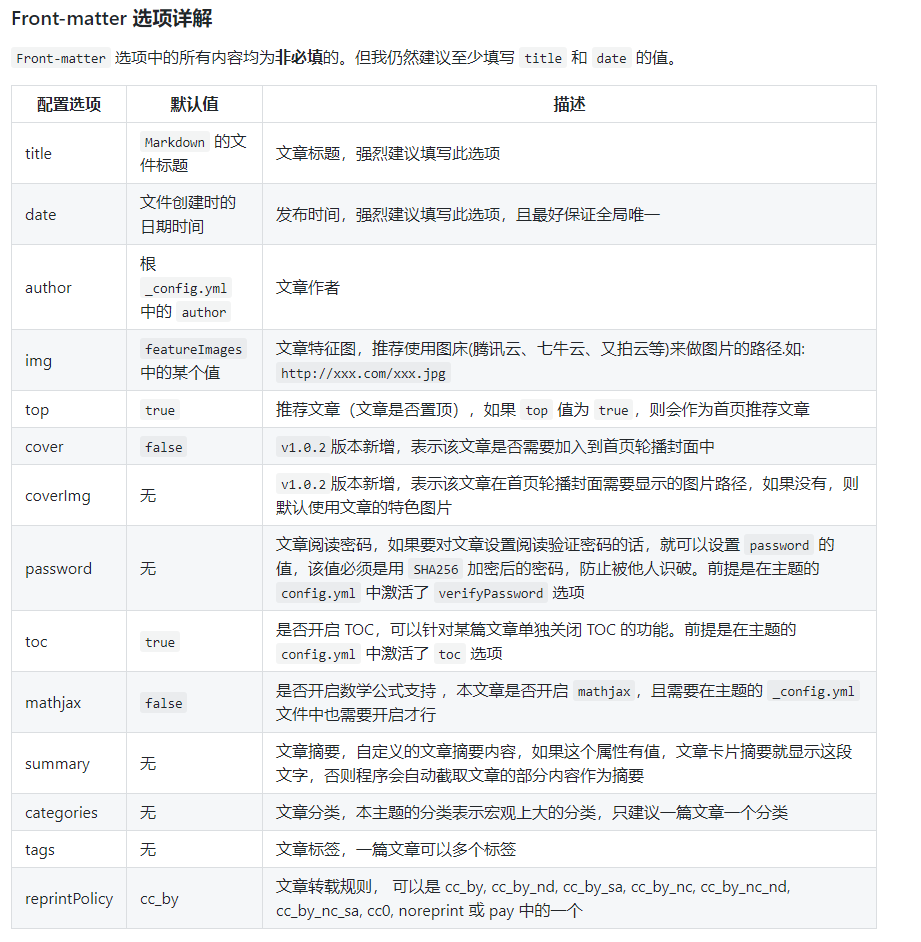 Front-matter 选项详解
Front-matter 选项中的所有内容均为非必填的。但我仍然建议至少填写 title 和 date 的值。
配置选项 默认值 描述
title Markdown 的文件标题 文章标题，强烈建议填写此选项
date 文件创建时的日期时间 发布时间，强烈建议填写此选项，且最好保证全局唯一
author 根 _config.yml 中的 author 文章作者
img featureImages 中的某个值 文章特征图，推荐使用图床(腾讯云、七牛云、又拍云等)来做图片的路径.如: http://xxx.com/xxx.jpg
top true 推荐文章（文章是否置顶），如果 top 值为 true，则会作为首页推荐文章
cover false v1.0.2 版本新增，表示该文章是否需要加入到首页轮播封面中
coverImg 无 v1.0.2 版本新增，表示该文章在首页轮播封面需要显示的图片路径，如果没有，则默认使用文章的特色图片
password 无 文章阅读密码，如果要对文章设置阅读验证密码的话，就可以设置 password 的值，该值必须是用 SHA256 加密后的密码，防止被他人识破。前提是在主题的 config.yml 中激活了 verifyPassword 选项
toc true 是否开启 TOC，可以针对某篇文章单独关闭 TOC 的功能。前提是在主题的 config.yml 中激活了 toc 选项
mathjax false 是否开启数学公式支持 ，本文章是否开启 mathjax，且需要在主题的 _config.yml 文件中也需要开启才行
summary 无 文章摘要，自定义的文章摘要内容，如果这个属性有值，文章卡片摘要就显示这段文字，否则程序会自动截取文章的部分内容作为摘要
categories 无 文章分类，本主题的分类表示宏观上大的分类，只建议一篇文章一个分类
tags 无 文章标签，一篇文章可以多个标签
reprintPolicy cc_by 文章转载规则， 可以是 cc_by, cc_by_nd, cc_by_sa, cc_by_nc, cc_by_nc_nd, cc_by_nc_sa, cc0, noreprint 或 pay 中的一个